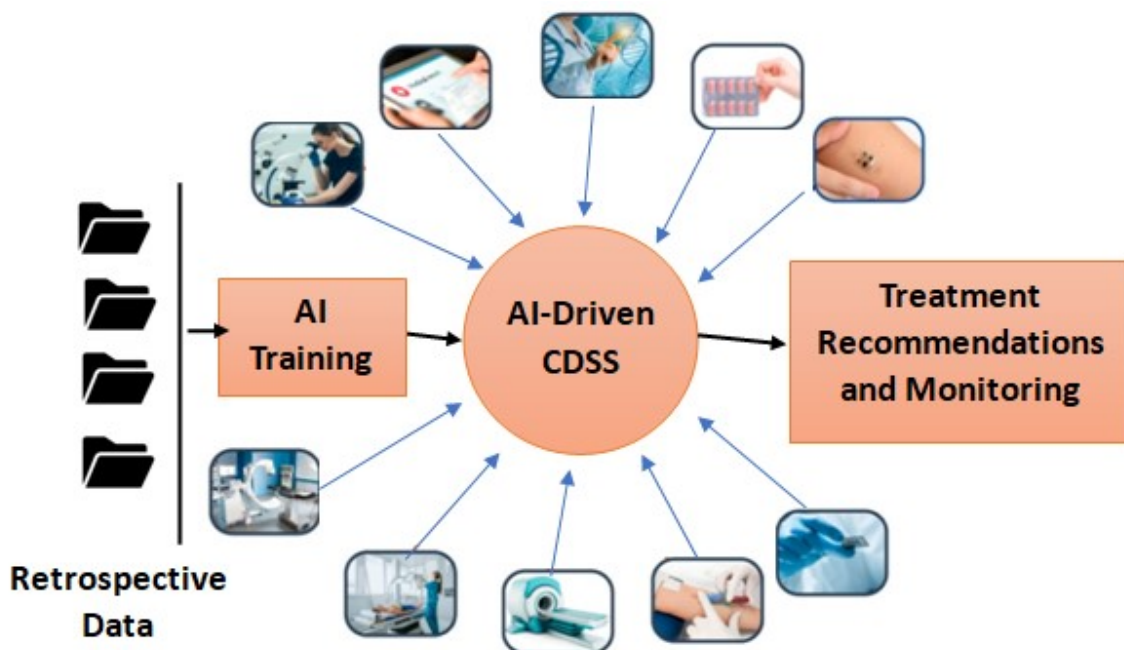 AI
Training
AI-Driven
CDSS
Treatment
Recommendations
and Monitoring
Retrospective
Data